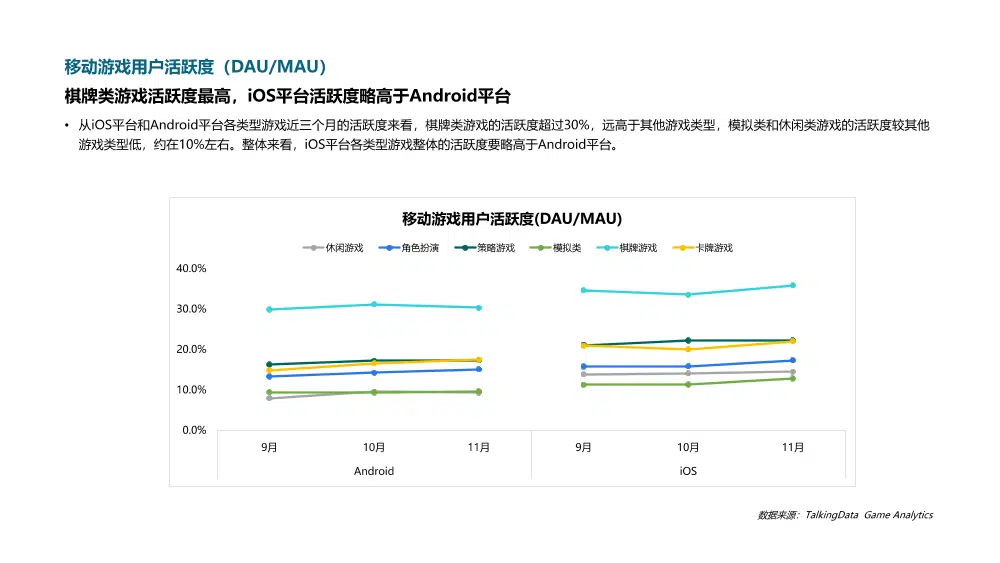 移动游戏用户活跃度（DAU/MAU）
棋牌类游戏活跃度最高，iOS平台活跃度略高于Android平台
• 从iOS平台和Android平台各类型游戏近三个月的活跃度来看，棋牌类游戏的活跃度超过30%，远高于其他游戏类型，模拟类和休闲类游戏的活跃度较其他
游戏类型低，约在10%左右。整体来看，iOS平台各类型游戏整体的活跃度要略高于Android平台。
移动游戏用户活跃度(DAU/MAU)
休闲游戏 角色扮演 策略游戏 模拟类 棋牌游戏 卡牌游戏
40.0%
30.0%
20.0%
10.0%
0.0%
9月 10月 11月 9月 10月 11月
Android iOS
数据来源：TalkingData Game Analytics